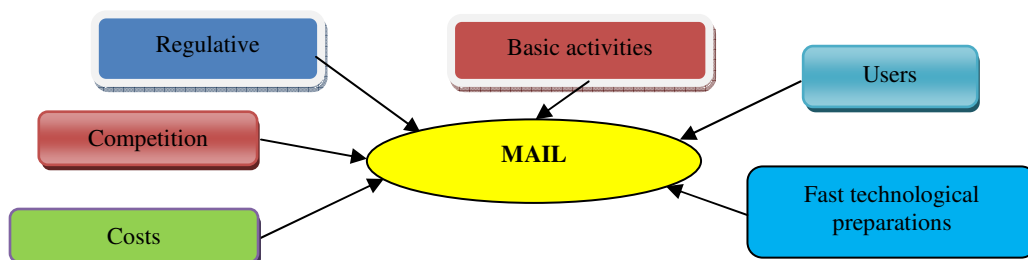 Regulative
Basic activities
Users
Competition
MAIL
Fast technological
preparations
Costs